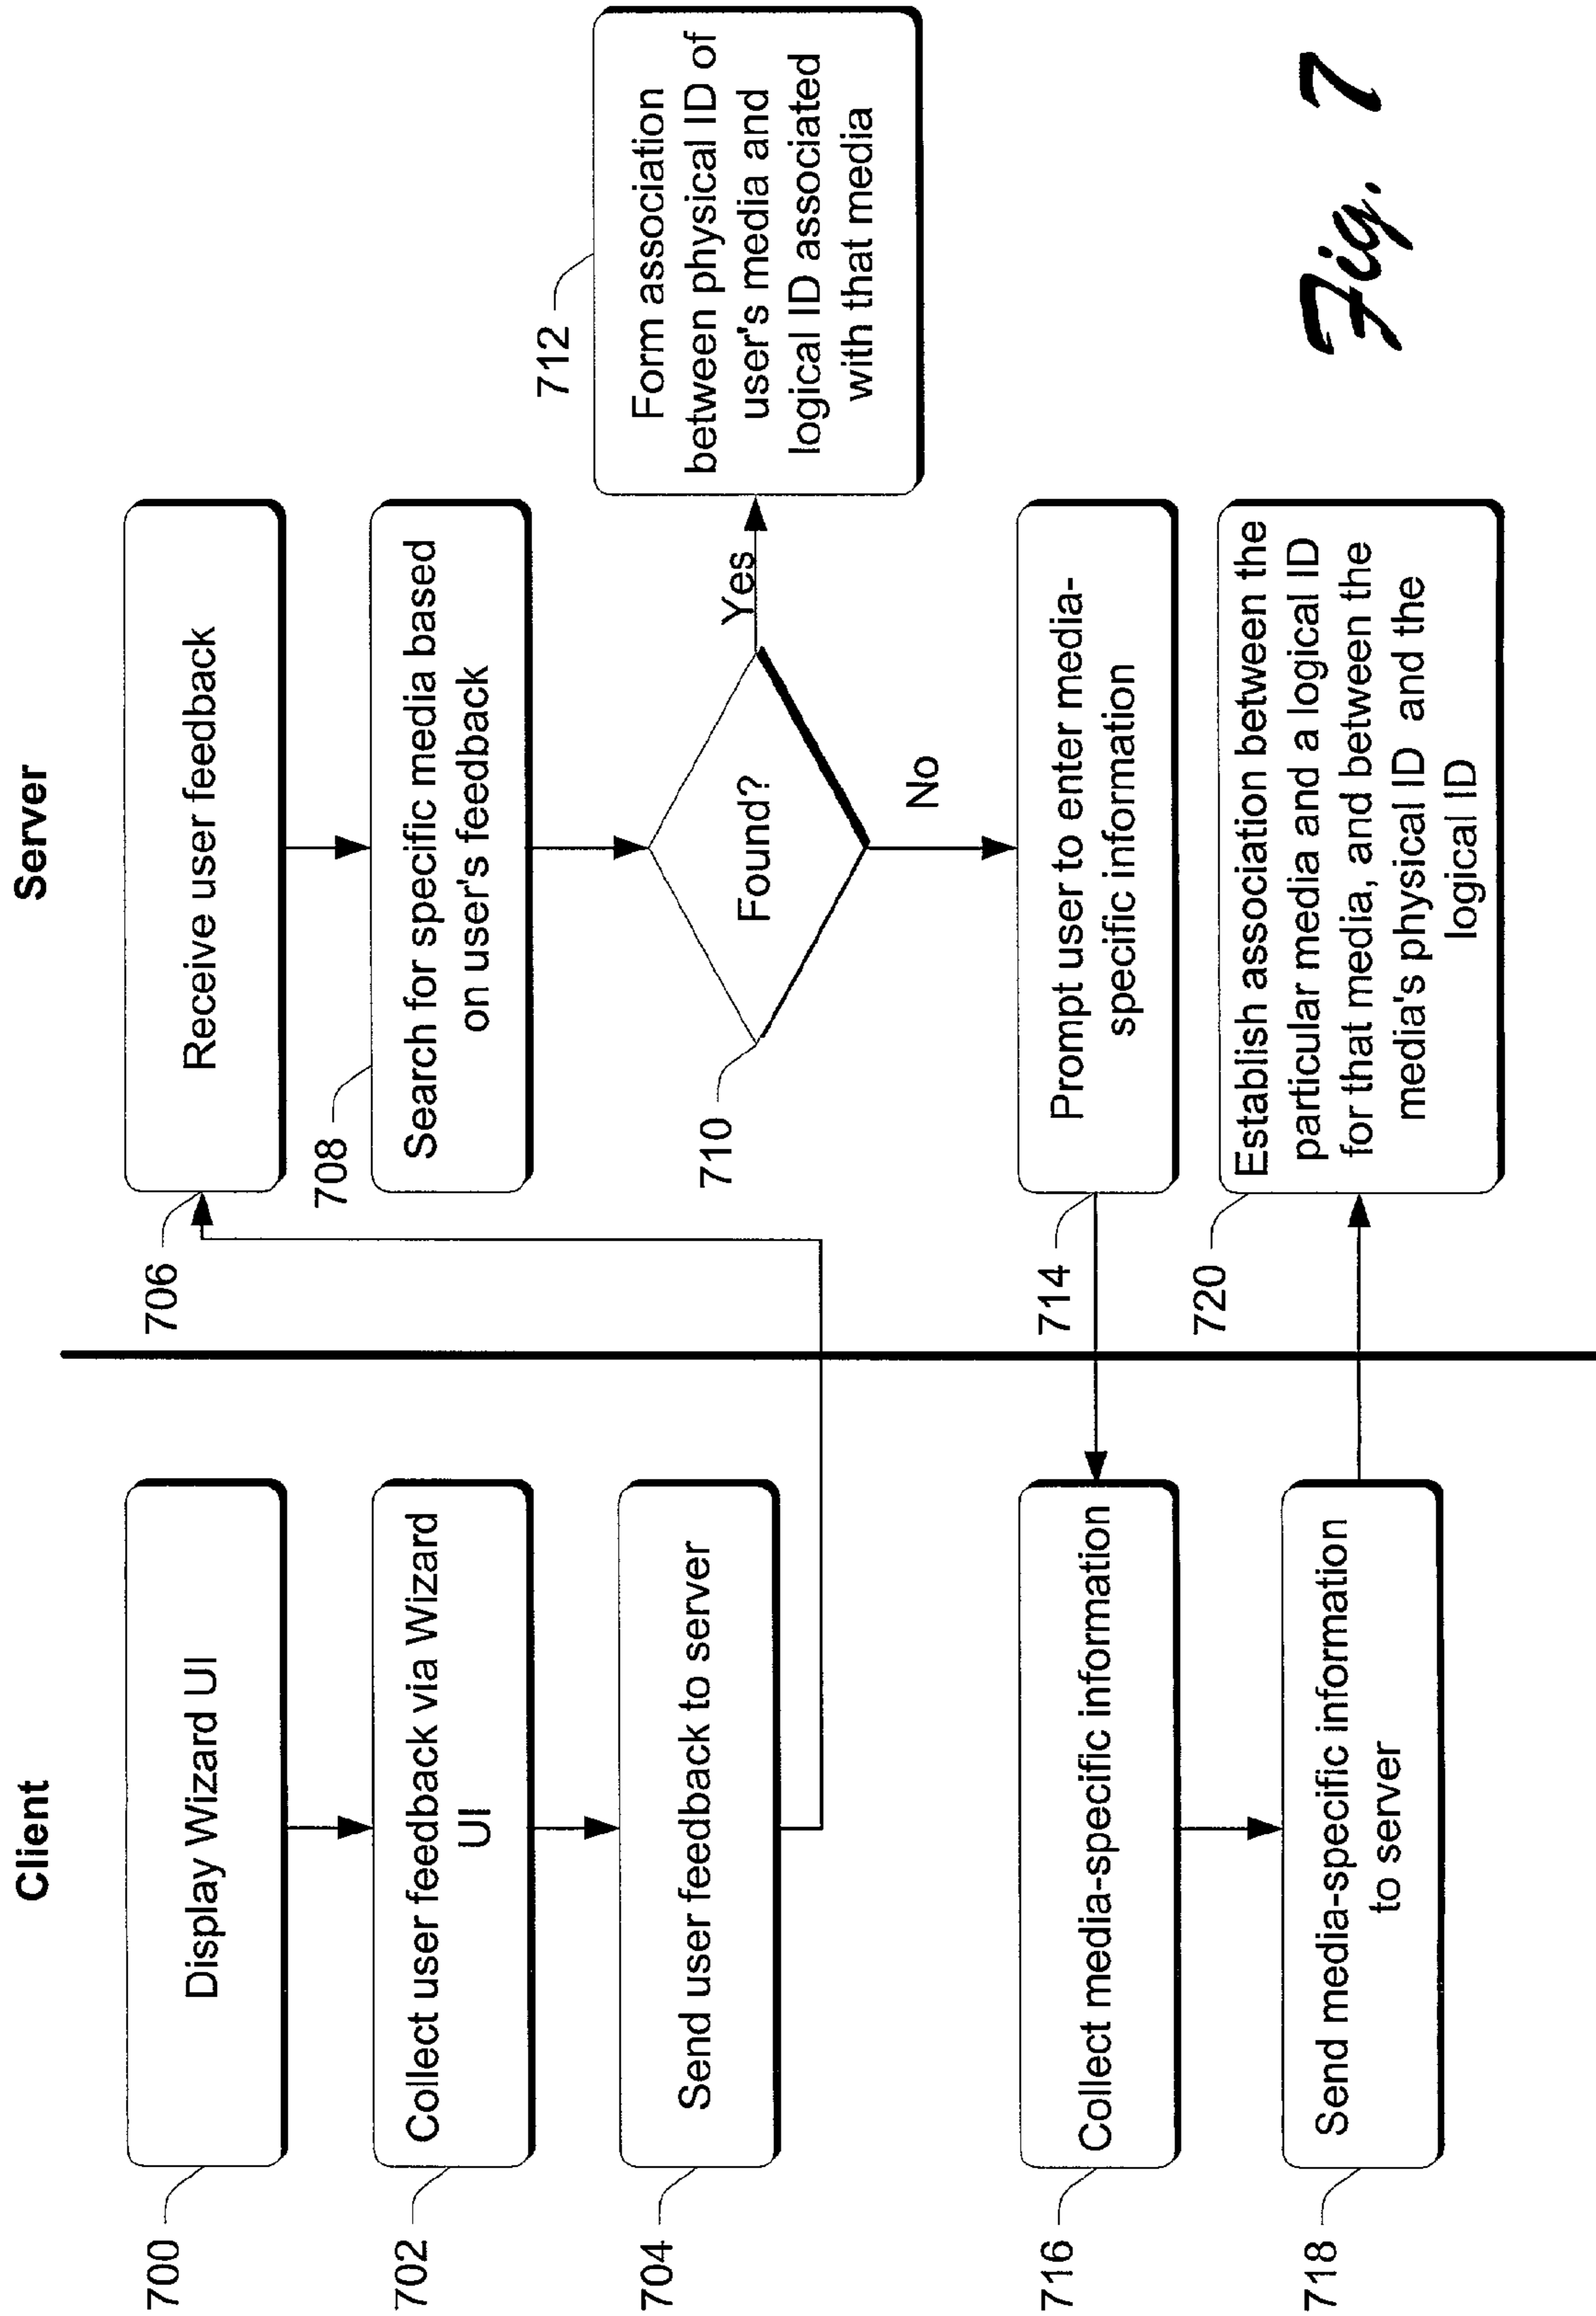 Client
Server
700
Display Wizard UI
702
Collect user feedback via Wizard
UI
704
Send user feedback to server
706
Receive user feedback
708
Search for specific media based
on user's feedback
710
Found?
Yes
No
712
Form association
between physical ID of
user's media and
logical ID associated
with that media
714
Prompt user to enter media-
specific information
716
Collect media-specific information
718
Send media-specific information
to server
720
Establish association between the
particular media and a logical ID
for that media, and between the
media's physical ID and the
logical ID
Fig. 7